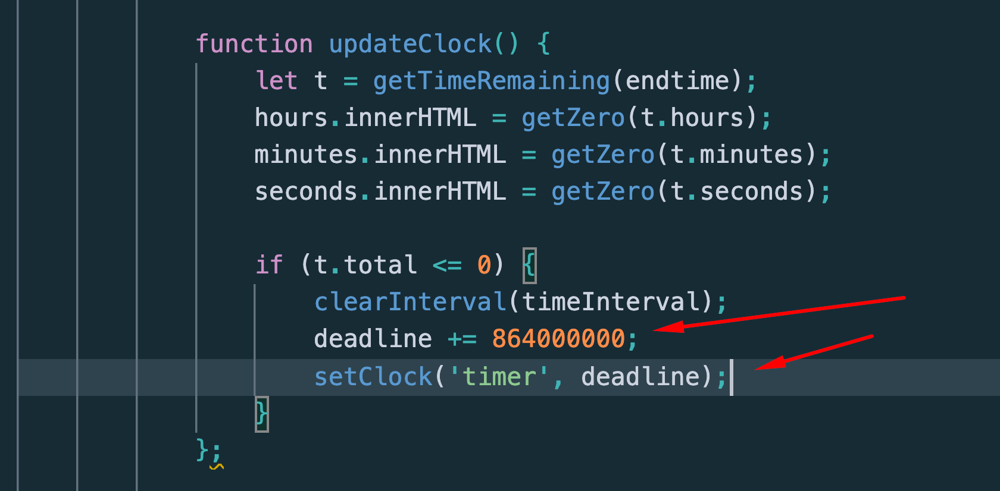 function updateClock() {
let t = getTimeRemaining(endtime);
hours.innerHTML = getZero(t.hours);
minutes.innerHTML = getZero(t.minutes);
seconds.innerHTML = getZero(t.seconds);
if (t.total <= 0) {
clearInterval(timeInterval);
deadline += 864000000;
setClock('timer', deadline);
}
};